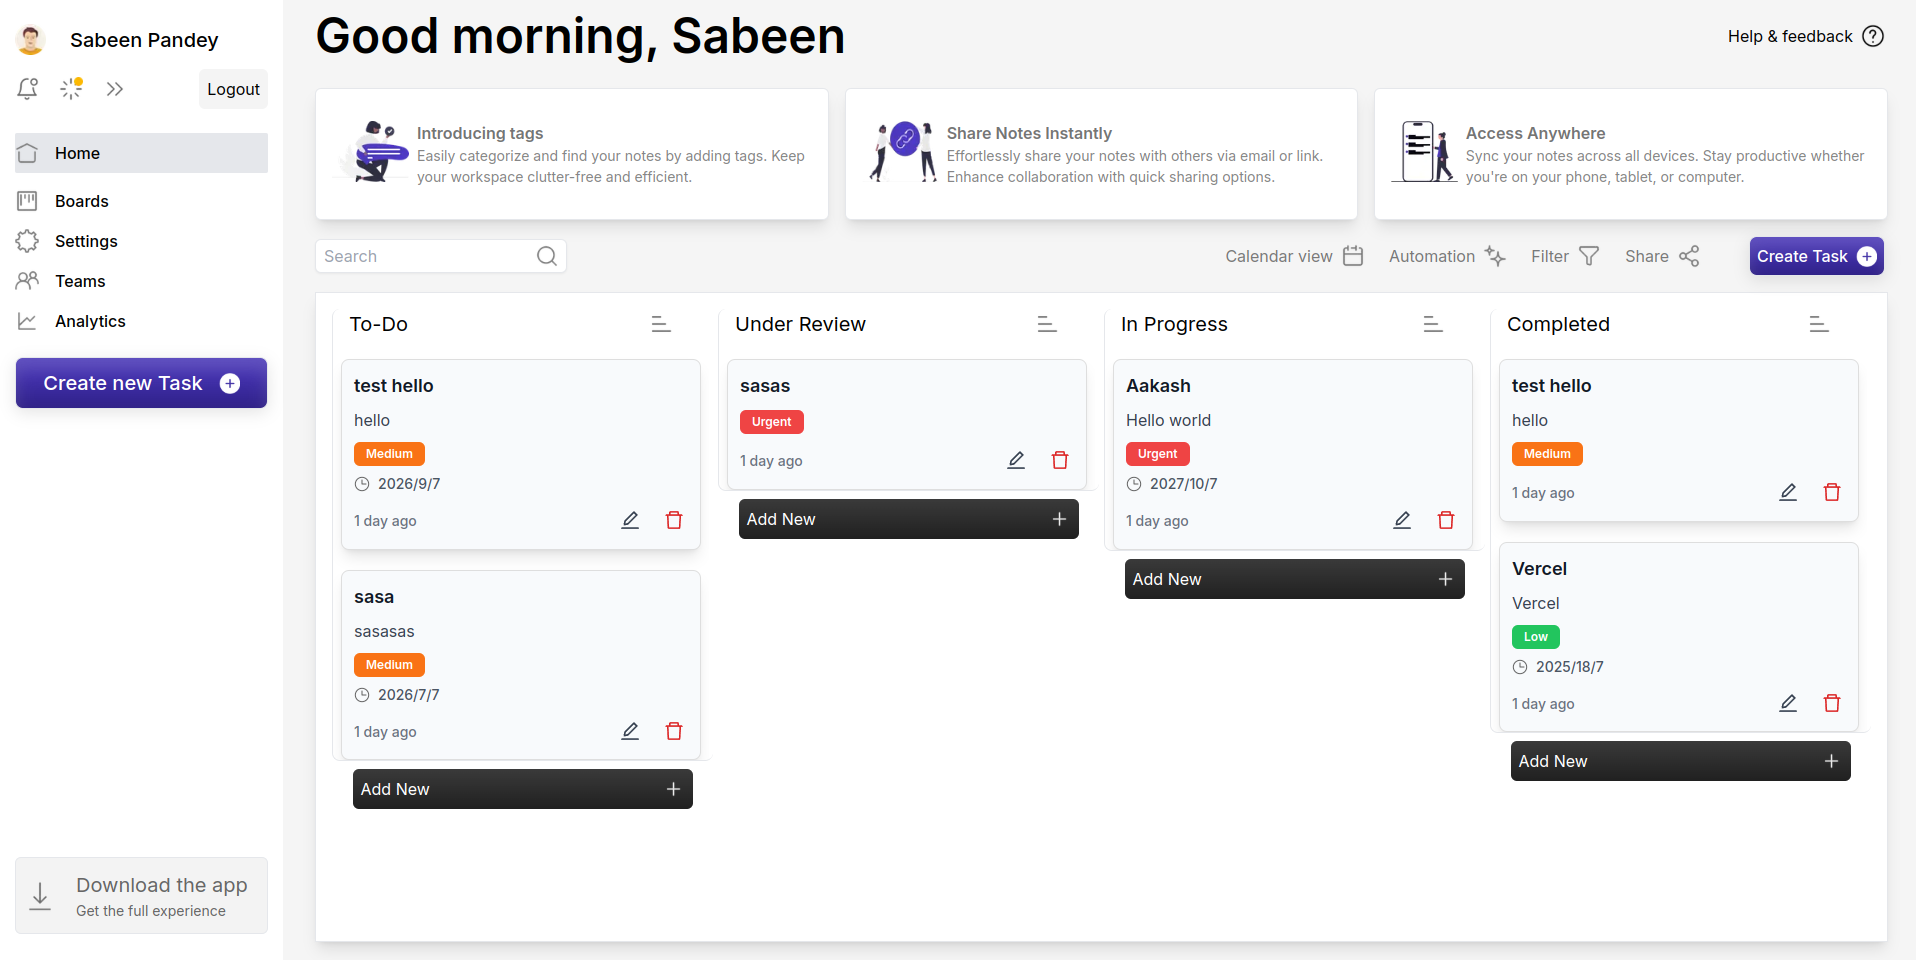 Sabeen Pandey
Logout
Home
Boards
Settings
Teams
Analytics
Create new Task
Download the app
Get the full experience
Good morning, Sabeen
Help & feedback
Introducing tags
Easily categorize and find your notes by adding tags. Keep
your workspace clutter-free and efficient.
Share Notes Instantly
Effortlessly share your notes with others via email or link.
Enhance collaboration with quick sharing options.
Access Anywhere
Sync your notes across all devices. Stay productive whether
you're on your phone, tablet, or computer.
Search
Calendar view
Automation
Filter
Share
Create Task
To-Do
test hello
hello
Medium
2026/9/7
1 day ago
sasa
sasasas
Medium
2026/7/7
1 day ago
Add New
Under Review
sasas
Urgent
1 day ago
Add New
In Progress
Aakash
Hello world
Urgent
2027/10/7
1 day ago
Add New
Completed
test hello
hello
Medium
1 day ago
Vercel
Vercel
Low
2025/18/7
1 day ago
Add New